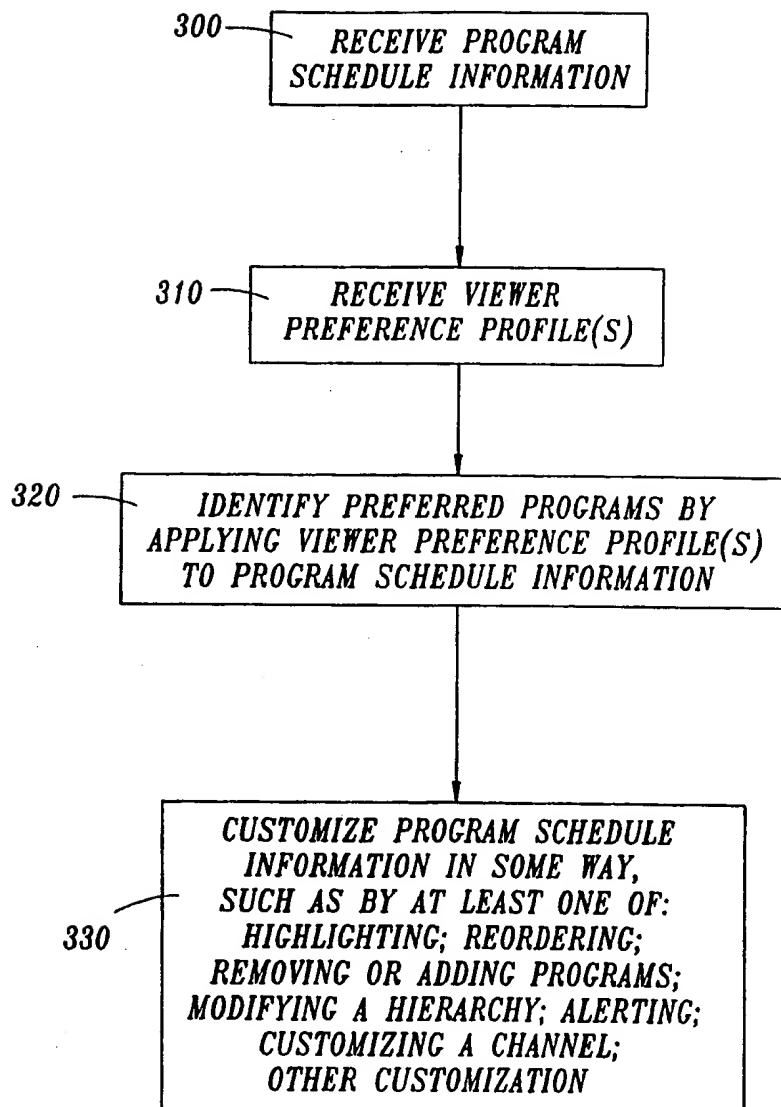 300
RECEIVE PROGRAM
SCHEDULE INFORMATION
310
RECEIVE VIEWER
PREFERENCE PROFILE(S)
320
IDENTIFY PREFERRED PROGRAMS BY
APPLYING VIEWER PREFERENCE PROFILE(S)
TO PROGRAM SCHEDULE INFORMATION
330
CUSTOMIZE PROGRAM SCHEDULE
INFORMATION IN SOME WAY,
SUCH AS BY AT LEAST ONE OF:
HIGHLIGHTING; REORDERING;
REMOVING OR ADDING PROGRAMS;
MODIFYING A HIERARCHY; ALERTING;
CUSTOMIZING A CHANNEL;
OTHER CUSTOMIZATION